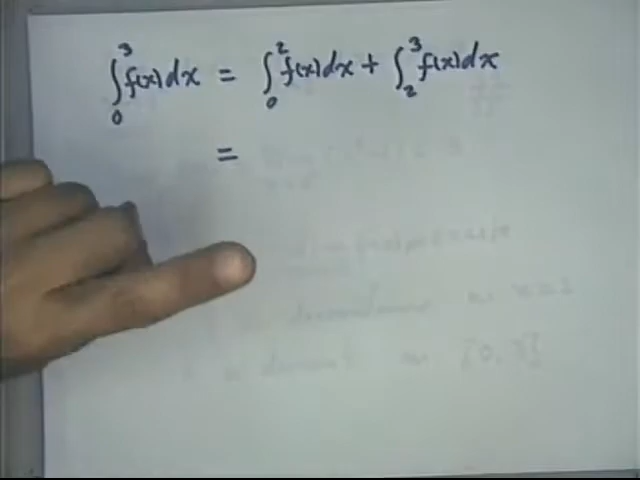 ∫₀³ f(x)dx = ∫₀² f(x)dx + ∫₂³ f(x)dx
=